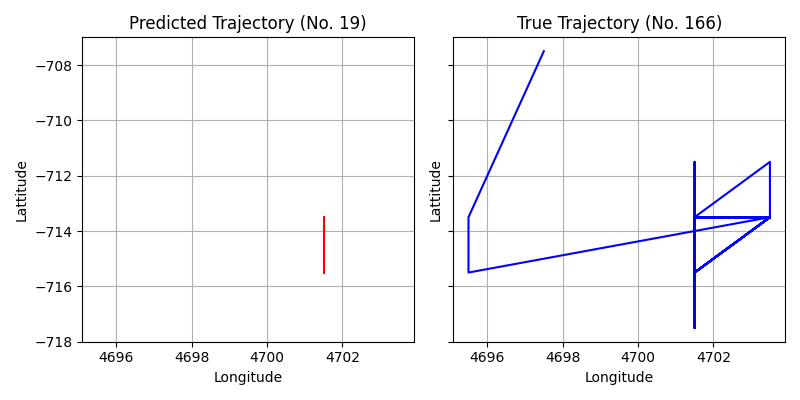 Predicted Trajectory (No. 19)
True Trajectory (No. 166)
Lattitude
−708
−710
−712
−714
−716
−718
4696
4698
4700
4702
Longitude
Lattitude
4696
4698
4700
4702
Longitude